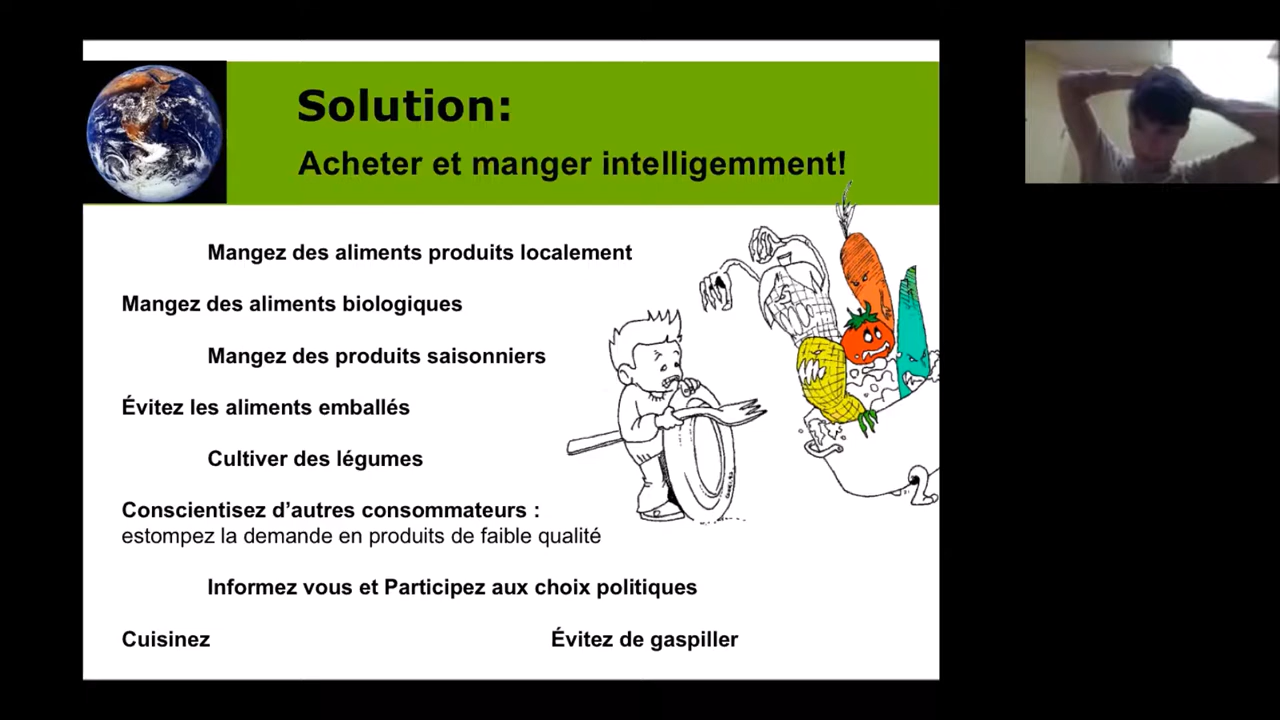 Solution:
Acheter et manger intelligemment!
Mangez des aliments produits localement
Mangez des aliments biologiques
Mangez des produits saisonniers
Évitez les aliments emballés
Cultiver des légumes
Conscientisez d'autres consommateurs :
estompez la demande en produits de faible qualité
Informez vous et Participez aux choix politiques
Cuisinez
Évitez de gaspiller